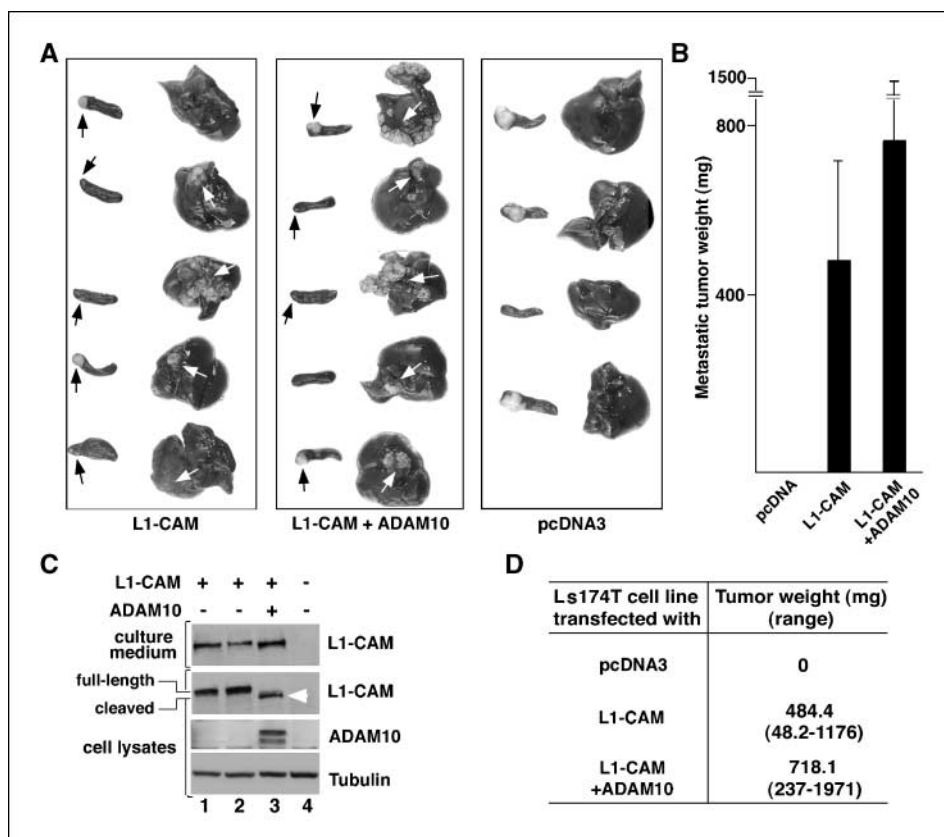 A
L1-CAM
L1-CAM + ADAM10
pcDNA3
B
Metastatic tumor weight (mg)
1500
800
400
pcDNA
L1-CAM
L1-CAM
+ADAM10
C
L1-CAM + + + -
ADAM10 - - + -
culture
medium
L1-CAM
full-length
cleaved
L1-CAM
cell lysates
ADAM10
Tubulin
1 2 3 4
D
Ls174T cell line
transfected with
Tumor weight (mg)
(range)
pcDNA3
0
L1-CAM
484.4
(48.2-1176)
L1-CAM
+ADAM10
718.1
(237-1971)